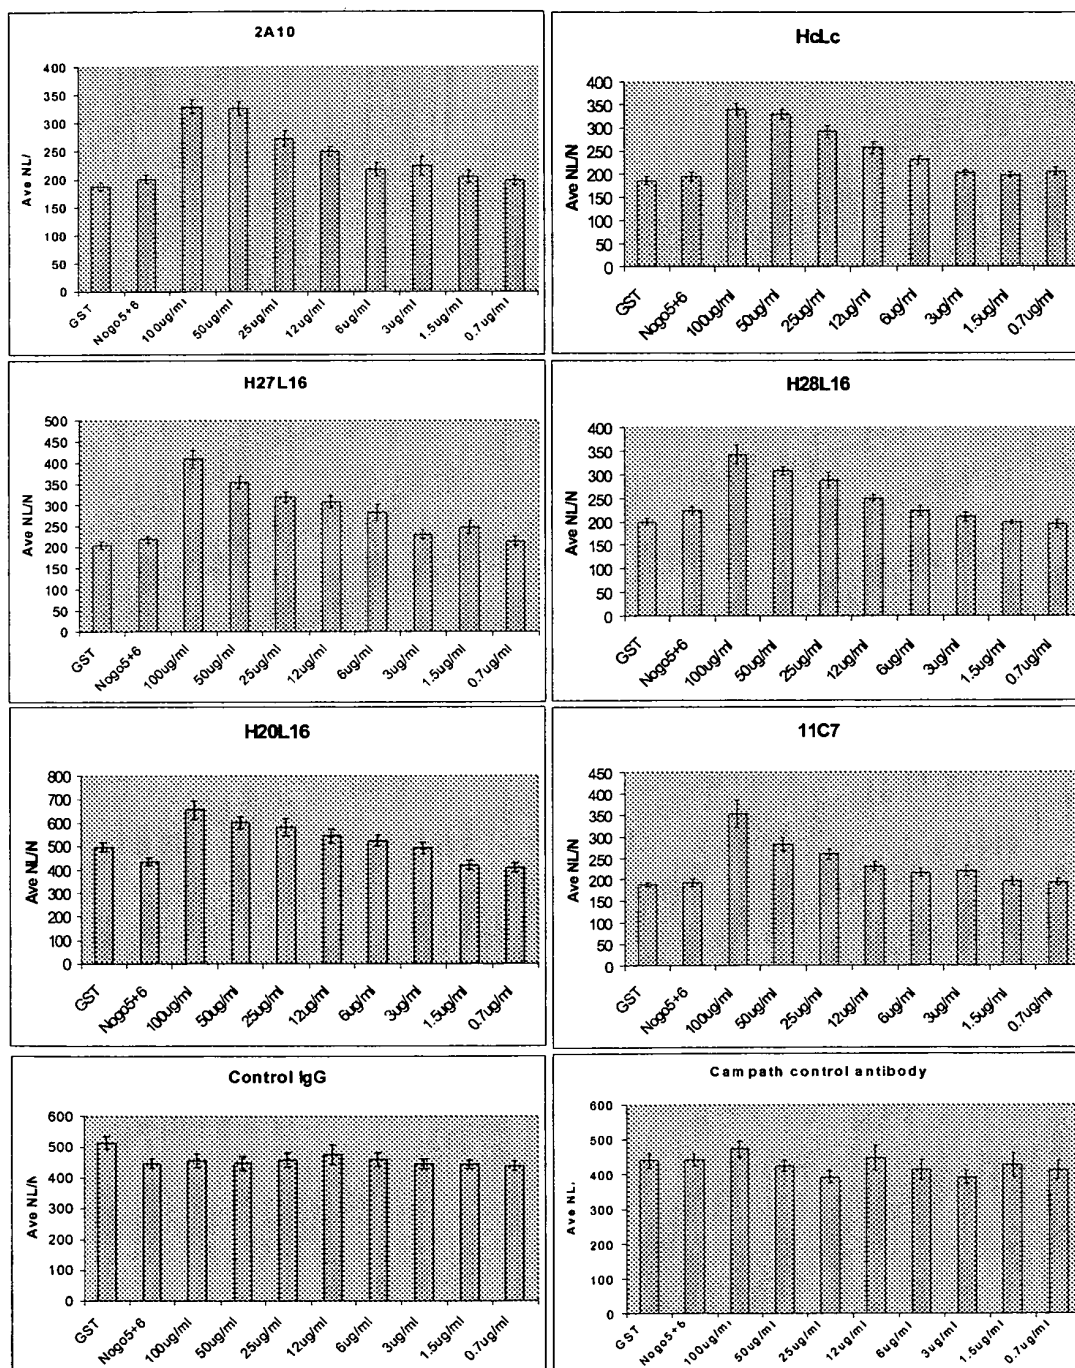 2A10
Ave NL/
400
350
300
250
200
150
100
50
0
GST
Nogo5+6
100ug/ml
50ug/ml
25ug/ml
12ug/ml
6ug/ml
3ug/ml
1.5ug/ml
0.7ug/ml
HcLc
Ave NL/N
400
350
300
250
200
150
100
50
0
GST
Nogo5+6
100ug/ml
50ug/ml
25ug/ml
12ug/ml
6ug/ml
3ug/ml
1.5ug/ml
0.7ug/ml
H27L16
Ave NL/N
500
450
400
350
300
250
200
150
100
50
0
GST
Nogo5+6
100ug/ml
50ug/ml
25ug/ml
12ug/ml
6ug/ml
3ug/ml
1.5ug/ml
0.7ug/ml
H28L16
Ave NL/N
400
350
300
250
200
150
100
50
0
GST
Nogo5+6
100ug/ml
50ug/ml
25ug/ml
12ug/ml
6ug/ml
3ug/ml
1.5ug/ml
0.7ug/ml
H20L16
Ave NL/N
800
700
600
500
400
300
200
100
0
GST
Nogo5+6
100ug/ml
50ug/ml
25ug/ml
12ug/ml
6ug/ml
3ug/ml
1.5ug/ml
0.7ug/ml
11C7
Ave NL/N
450
400
350
300
250
200
150
100
50
0
GST
Nogo5+6
100ug/ml
50ug/ml
25ug/ml
12ug/ml
6ug/ml
3ug/ml
1.5ug/ml
0.7ug/ml
Control IgG
Ave NL/N
600
500
400
300
200
100
0
GST
Nogo5+6
100ug/ml
50ug/ml
25ug/ml
12ug/ml
6ug/ml
3ug/ml
1.5ug/ml
0.7ug/ml
Campath control antibody
Ave NL
600
500
400
300
200
100
0
GST
Nogo5+6
100ug/ml
50ug/ml
25ug/ml
12ug/ml
6ug/ml
3ug/ml
1.5ug/ml
0.7ug/ml